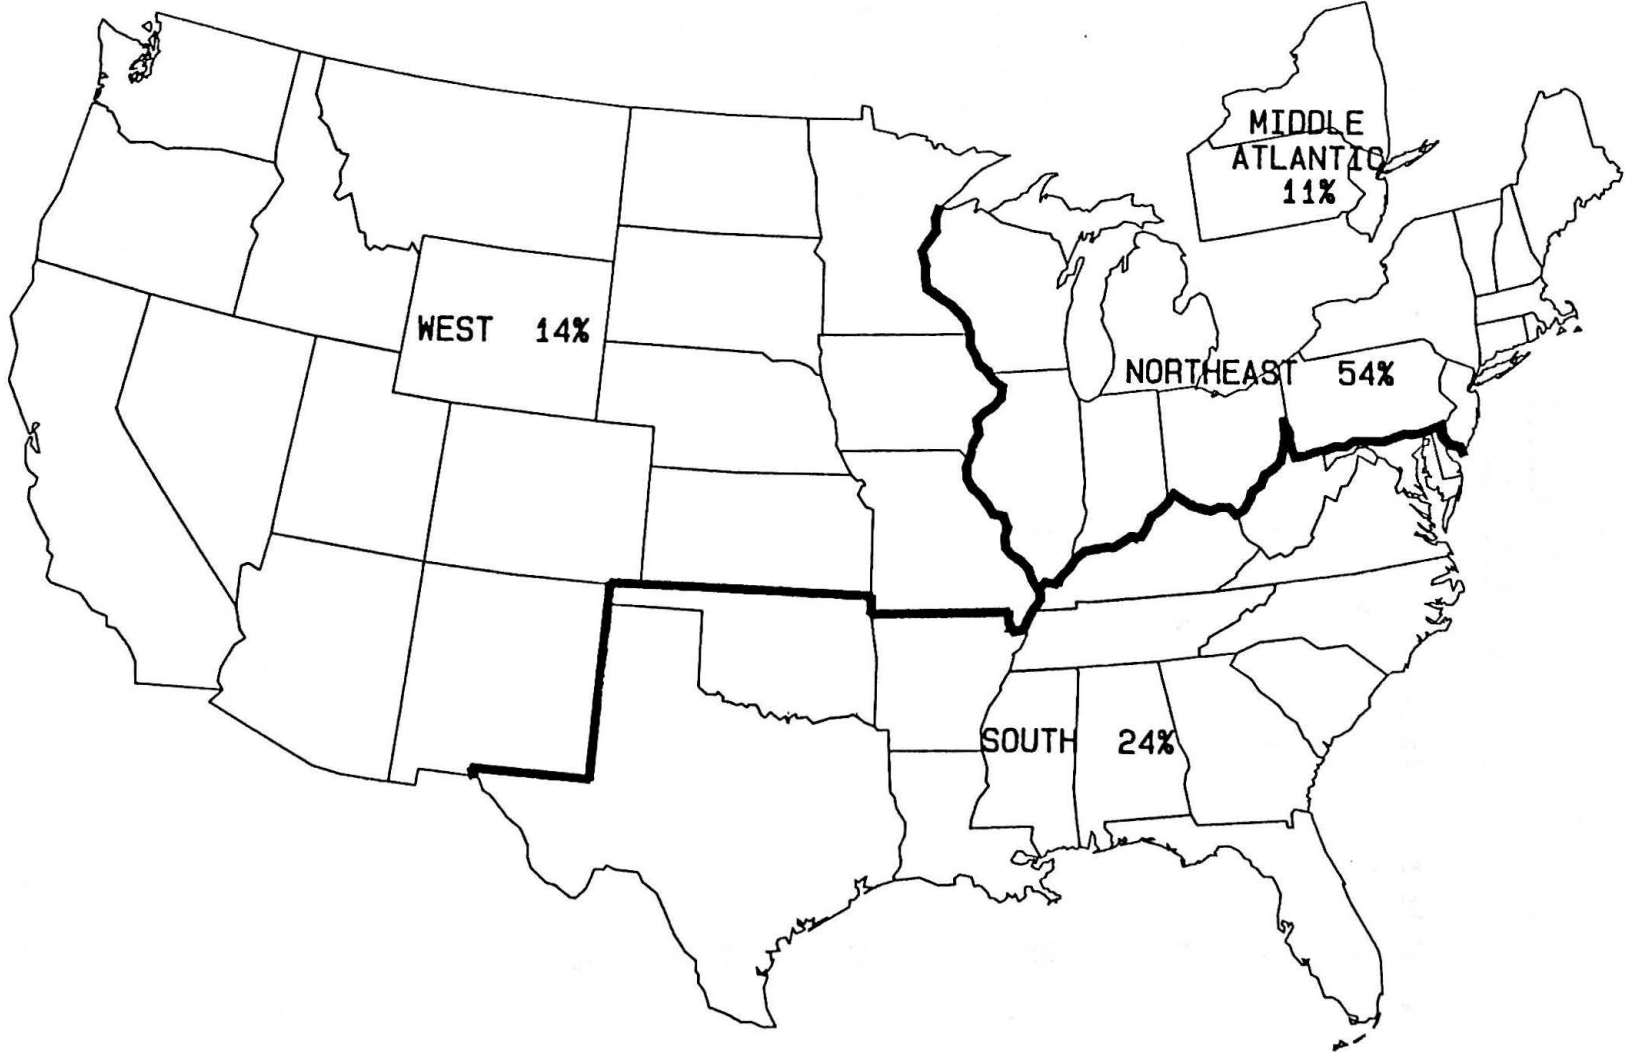 MIDDLE
ATLANTIC
11%
WEST 14%
NORTHEAST 54%
SOUTH 24%